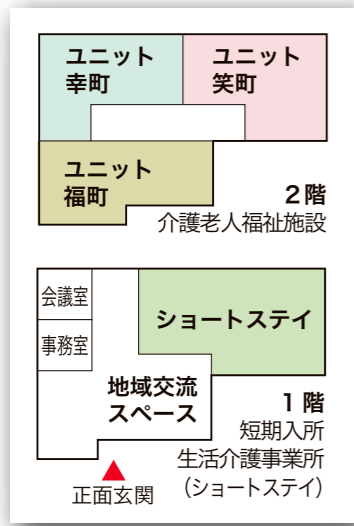 ユニット
幸町
ユニット
笑町
ユニット
福町
2階
介護老人福祉施設
会議室
事務室
ショートステイ
地域交流
スペース
1階
短期入所
生活介護事業所
（ショートステイ）
正面玄関